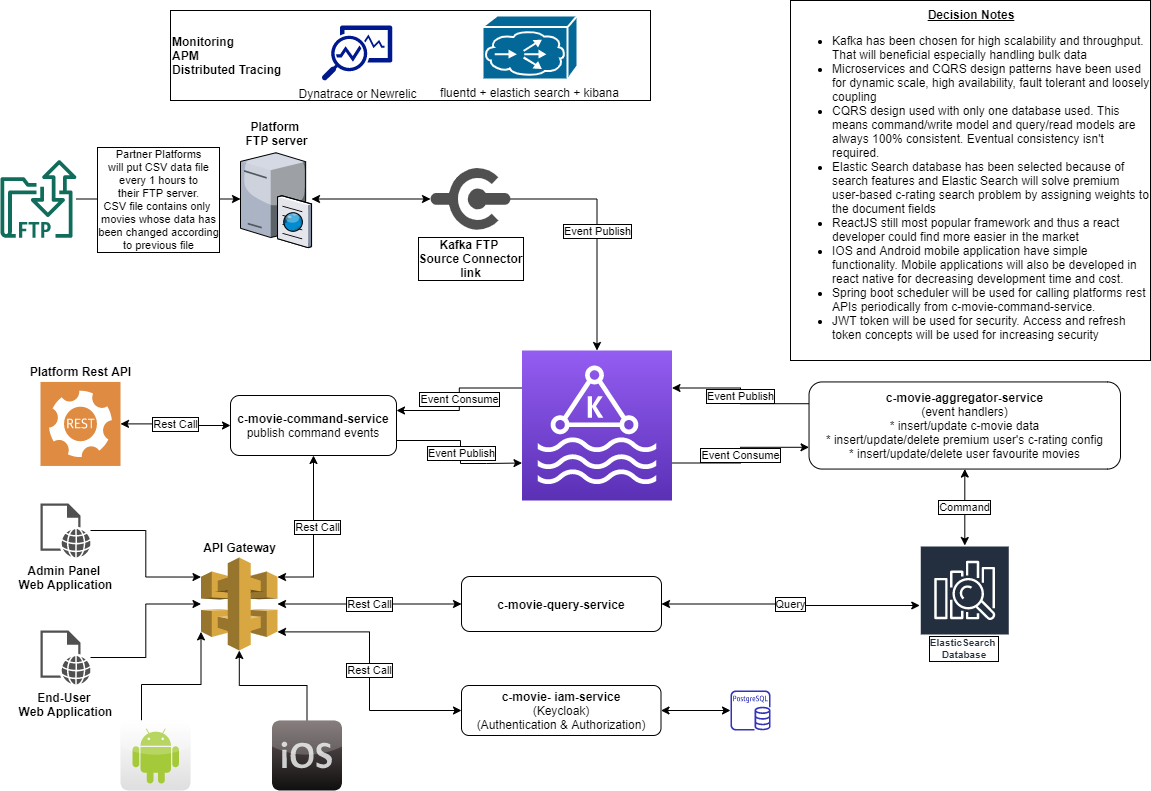 Monitoring
APM
Distributed Tracing
Dynatrace or Newrelic
fluentd + elastich search + kibana
Decision Notes
Kafka has been chosen for high scalability and throughput.
That will beneficial especially handling bulk data
Microservices and CQRS design patterns have been used
for dynamic scale, high availability, fault tolerant and loosely
coupling
CQRS design used with only one database used. This
means command/write model and query/read models are
always 100% consistent. Eventual consistency isn't
required.
Elastic Search database has been selected because of
search features and Elastic Search will solve premium
user-based c-rating search problem by assigning weights to
the document fields
ReactJS still most popular framework and thus a react
developer could find more easier in the market
IOS and Android mobile application have simple
functionality. Mobile applications will also be developed in
react native for decreasing development time and cost.
Spring boot scheduler will be used for calling platforms rest
APIs periodically from c-movie-command-service.
JWT token will be used for security. Access and refresh
token concepts will be used for increasing security
FTP
Partner Platforms
will put CSV data file
every 1 hours to
their FTP server.
CSV file contains only
movies whose data has
been changed according
to previous file
Platform
FTP server
Kafka FTP
Source Connector
link
Event Publish
Platform Rest API
REST
Rest Call
c-movie-command-service
publish command events
Event Consume
Event Publish
K
Event Publish
Event Consume
c-movie-aggregator-service
(event handlers)
* insert/update c-movie data
* insert/update/delete premium user's c-rating config
* insert/update/delete user favourite movies
Command
Rest Call
Admin Panel
Web Application
API Gateway
Rest Call
c-movie-query-service
Query
ElasticSearch
Database
End-User
Web Application
Rest Call
c-movie- iam-service
(Keycloak)
(Authentication & Authorization)
PostgreSQL
iOS